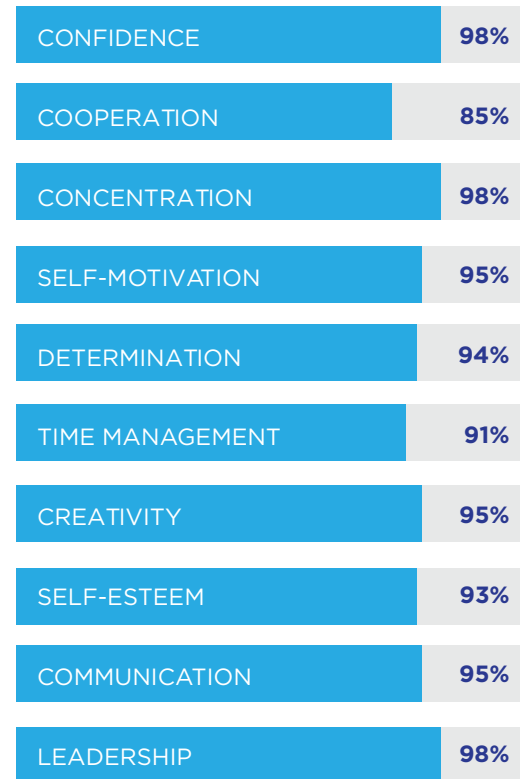 CONFIDENCE 98%
COOPERATION 85%
CONCENTRATION 98%
SELF-MOTIVATION 95%
DETERMINATION 94%
TIME MANAGEMENT 91%
CREATIVITY 95%
SELF-ESTEEM 93%
COMMUNICATION 95%
LEADERSHIP 98%